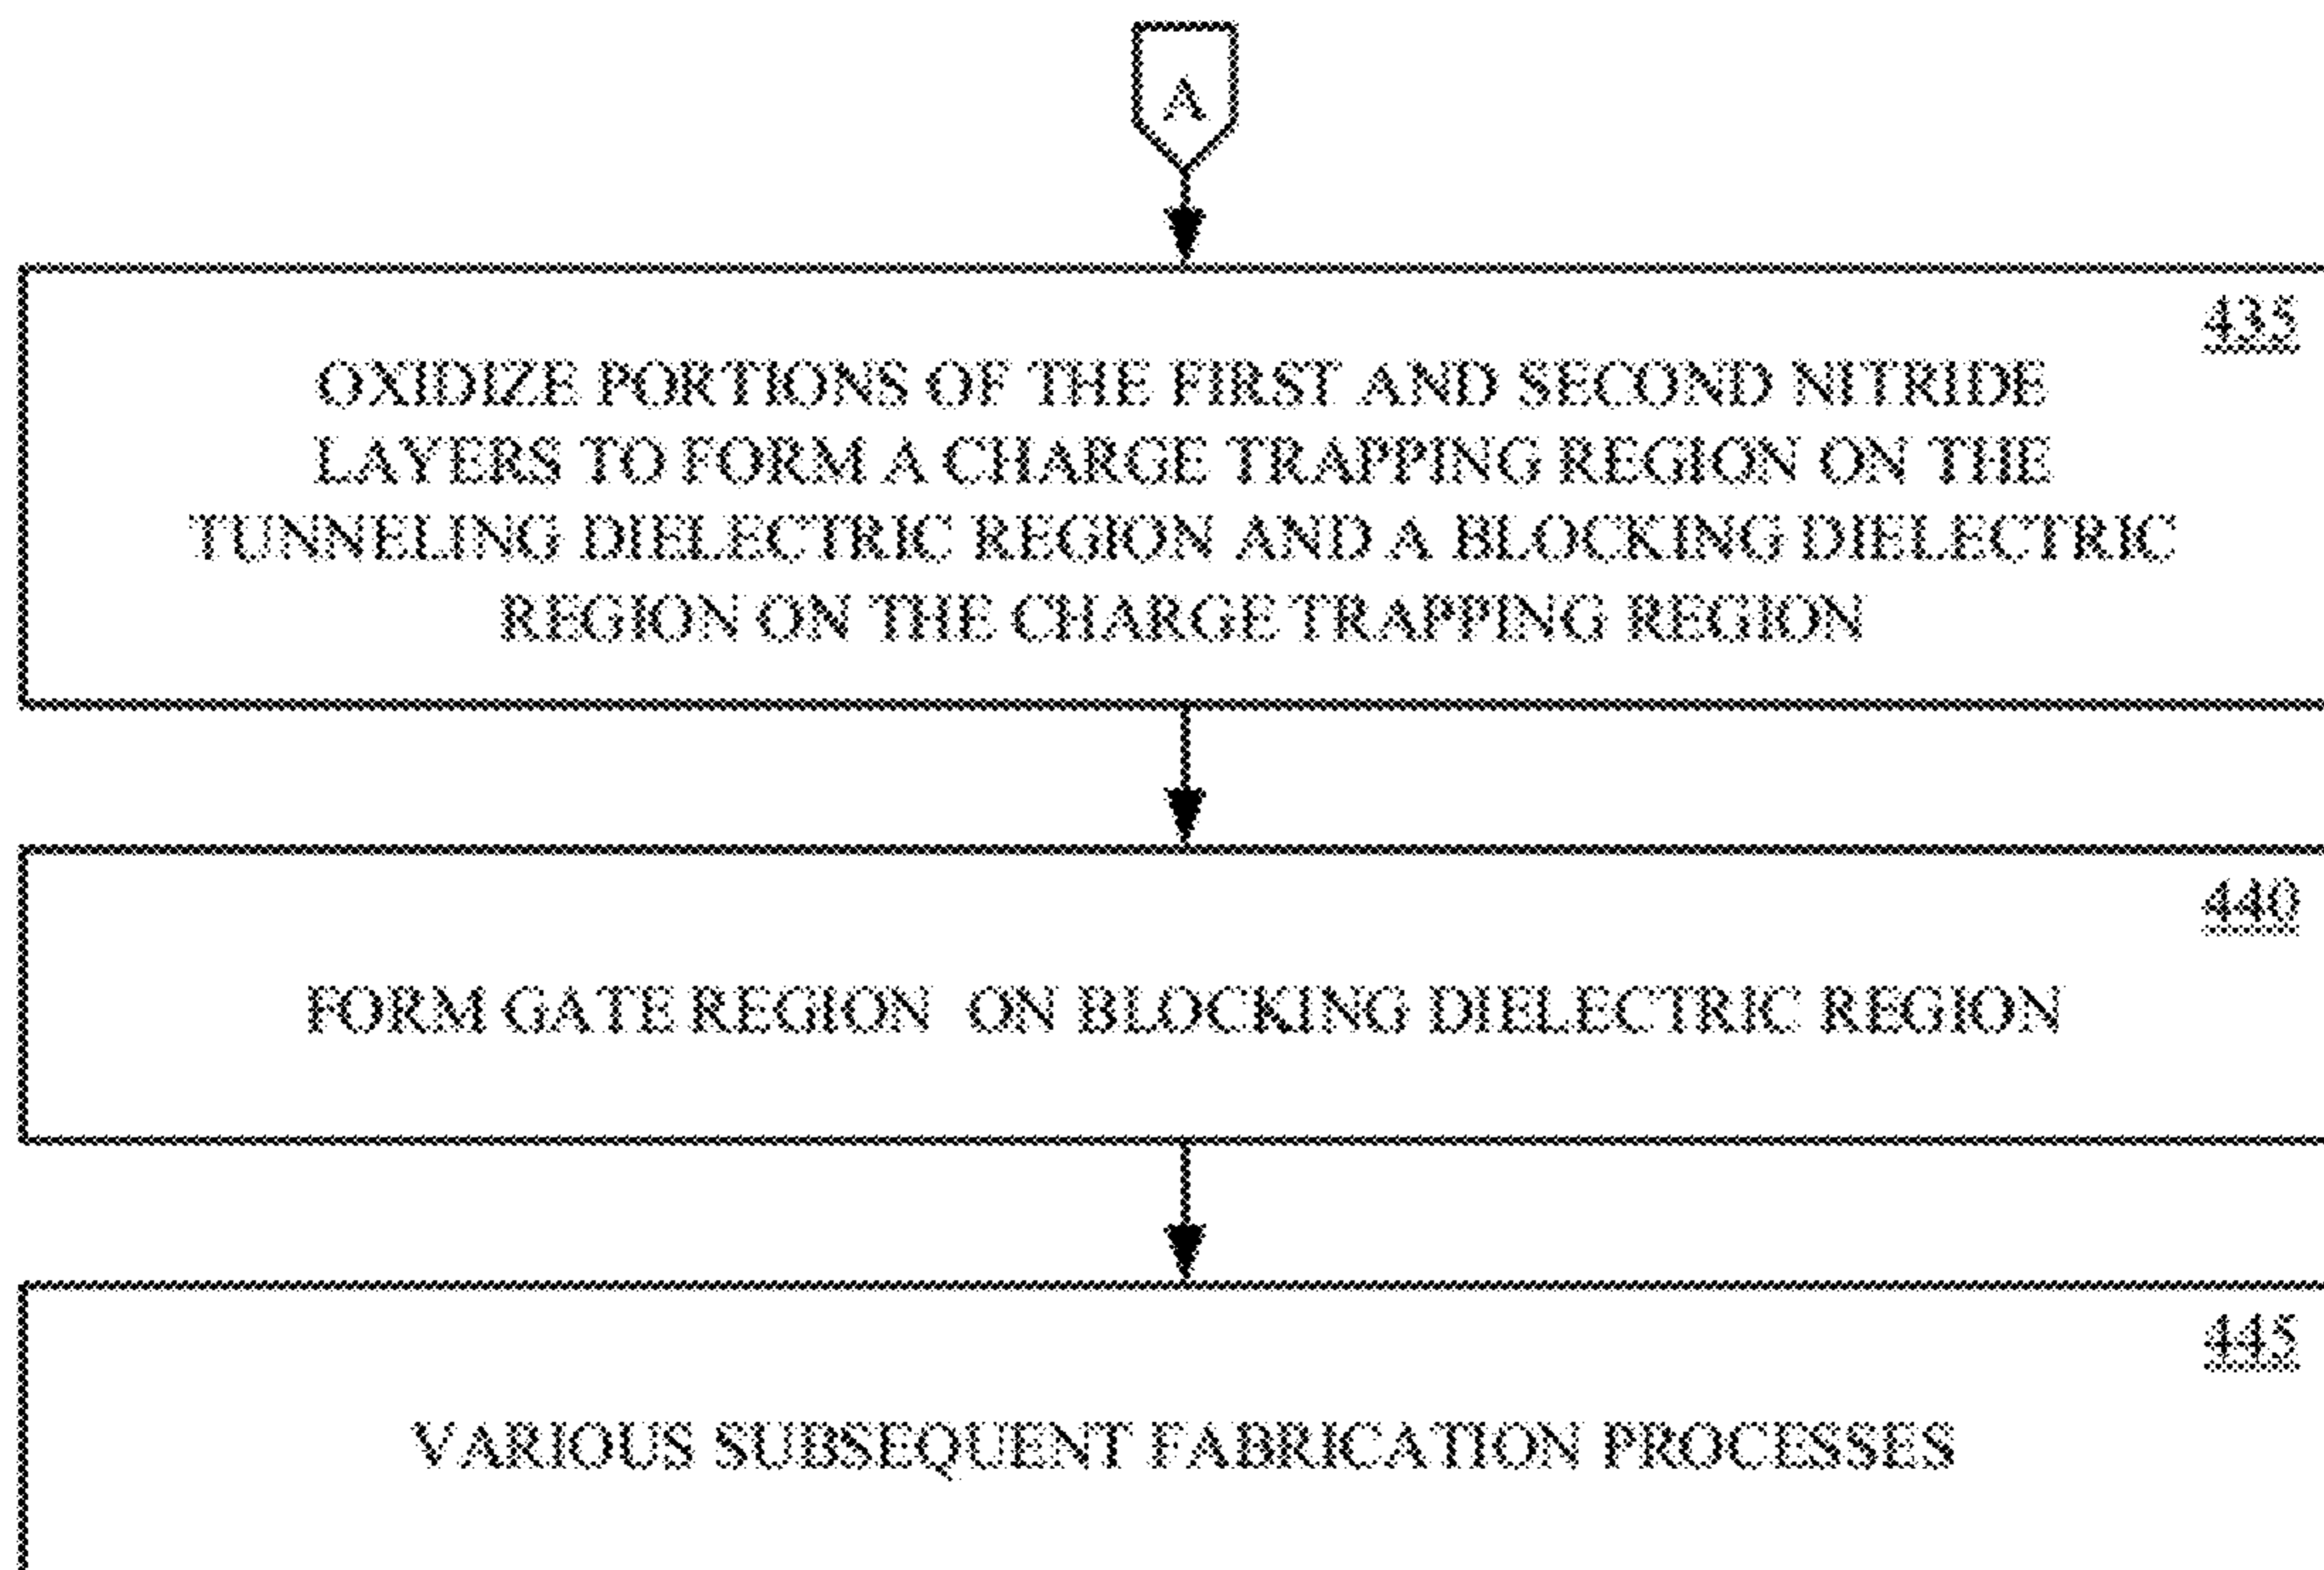 A
435
OXIDIZE PORTIONS OF THE FIRST AND SECOND NITRIDE
LAYERS TO FORM A CHARGE TRAPPING REGION ON THE
TUNNELING DIELECTRIC REGION AND A BLOCKING DIELECTRIC
REGION ON THE CHARGE TRAPPING REGION
440
FORM GATE REGION ON BLOCKING DIELECTRIC REGION
445
VARIOUS SUBSEQUENT FABRICATION PROCESSES